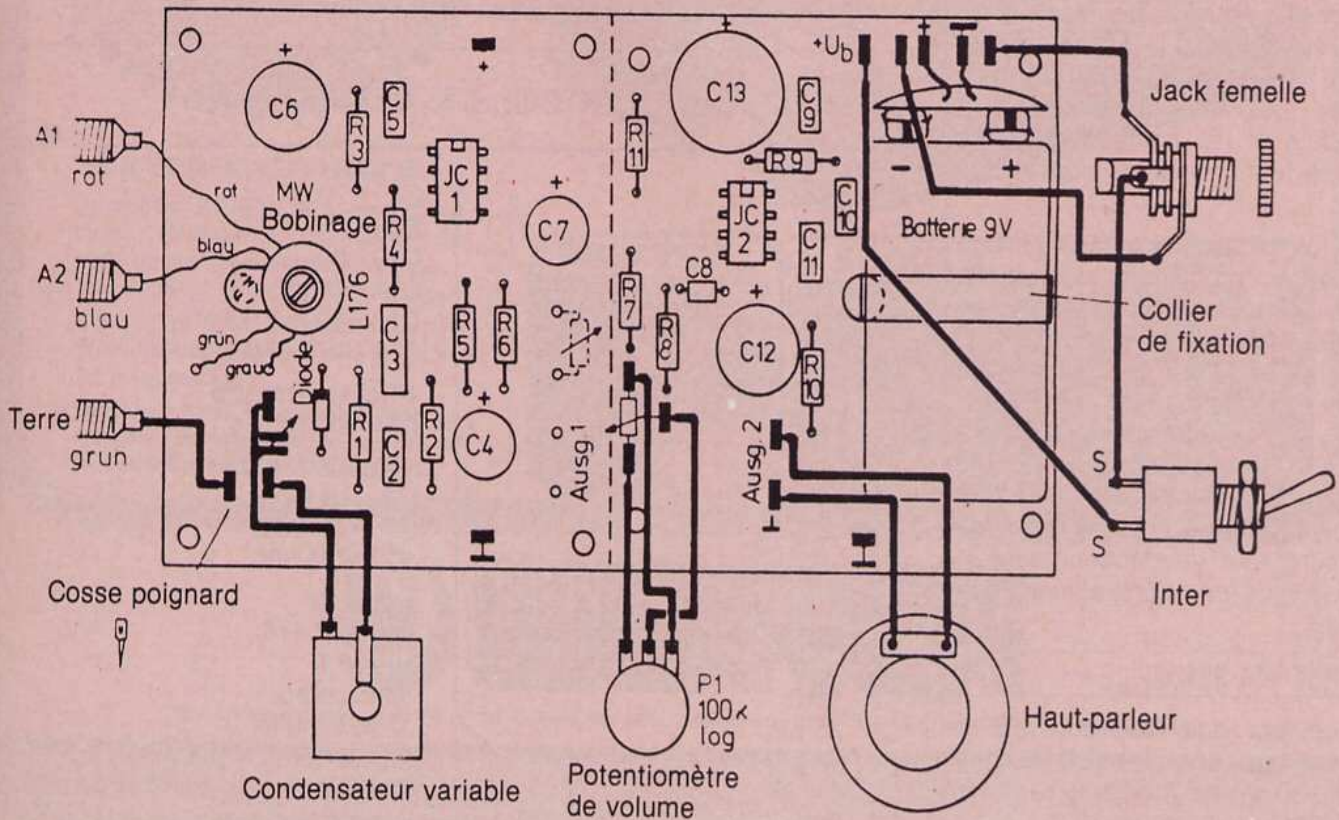 +
C6
R3
C5
+
A1
rot
rot
MW
Bobinage
JC
1
R4
+
C7
blau
A2
blau
L176
grün
grau
Diode
C3
R5
R6
Terre
grün
R1
C2
R2
+
C4
Ausg.1
Cosse poignard
Condensateur variable
+
C13
R11
C9
R9
JC
2
C10
C11
R7
C8
R8
+
C12
R10
Ausg.2
+Ub
+
-
+
Batterie 9V
Jack femelle
Collier
de fixation
S
S
Inter
P1
100K
log
Potentiomètre
de volume
Haut-parleur